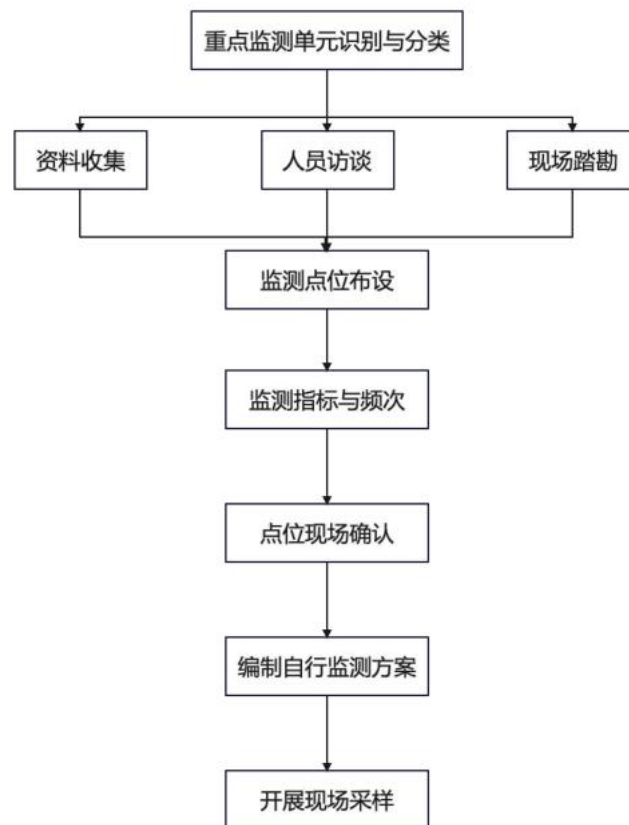 重点监测单元识别与分类
资料收集
人员访谈
现场踏勘
监测点位布设
监测指标与频次
点位现场确认
编制自行监测方案
开展现场采样